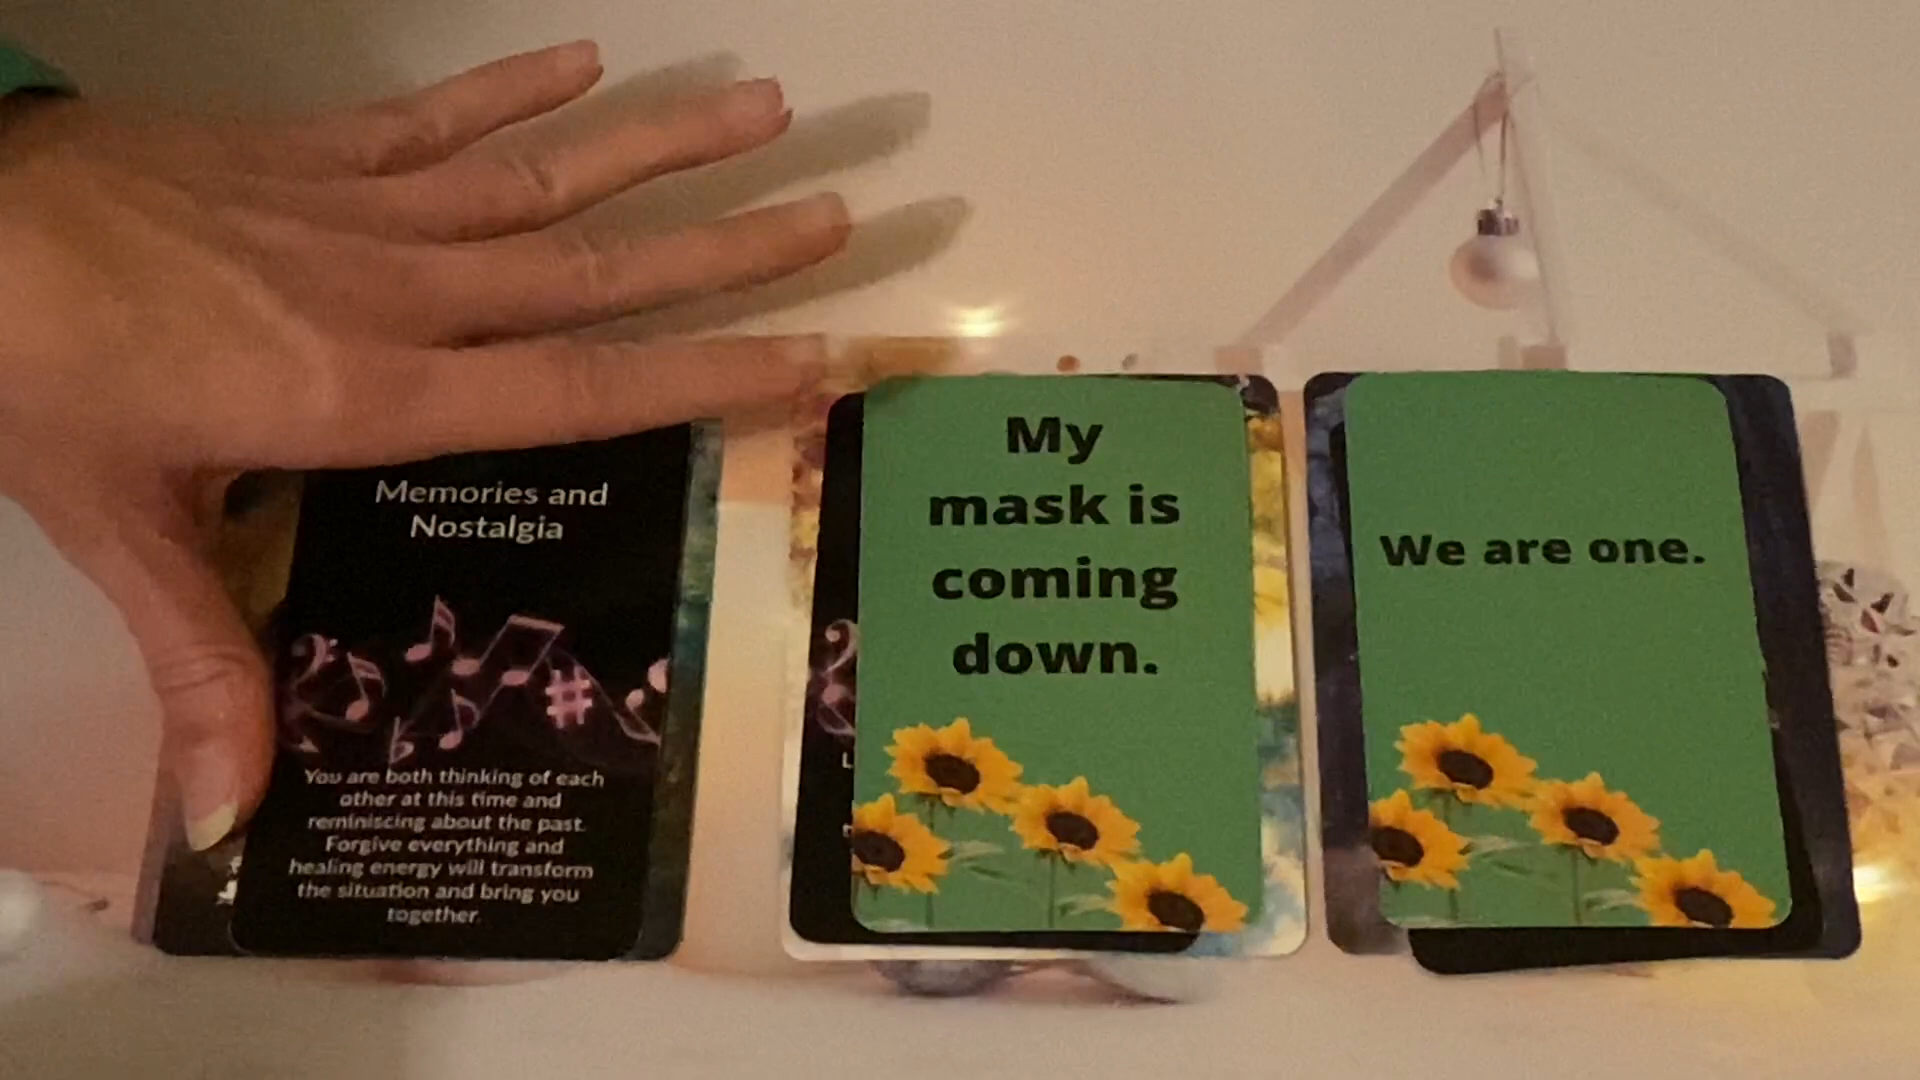 Memories and
Nostalgia
You are both thinking of each
other at this time and
reminiscing about the past.
Forgive everything and
healing energy will transform
the situation and bring you
together.
My
mask is
coming
down.
We are one.